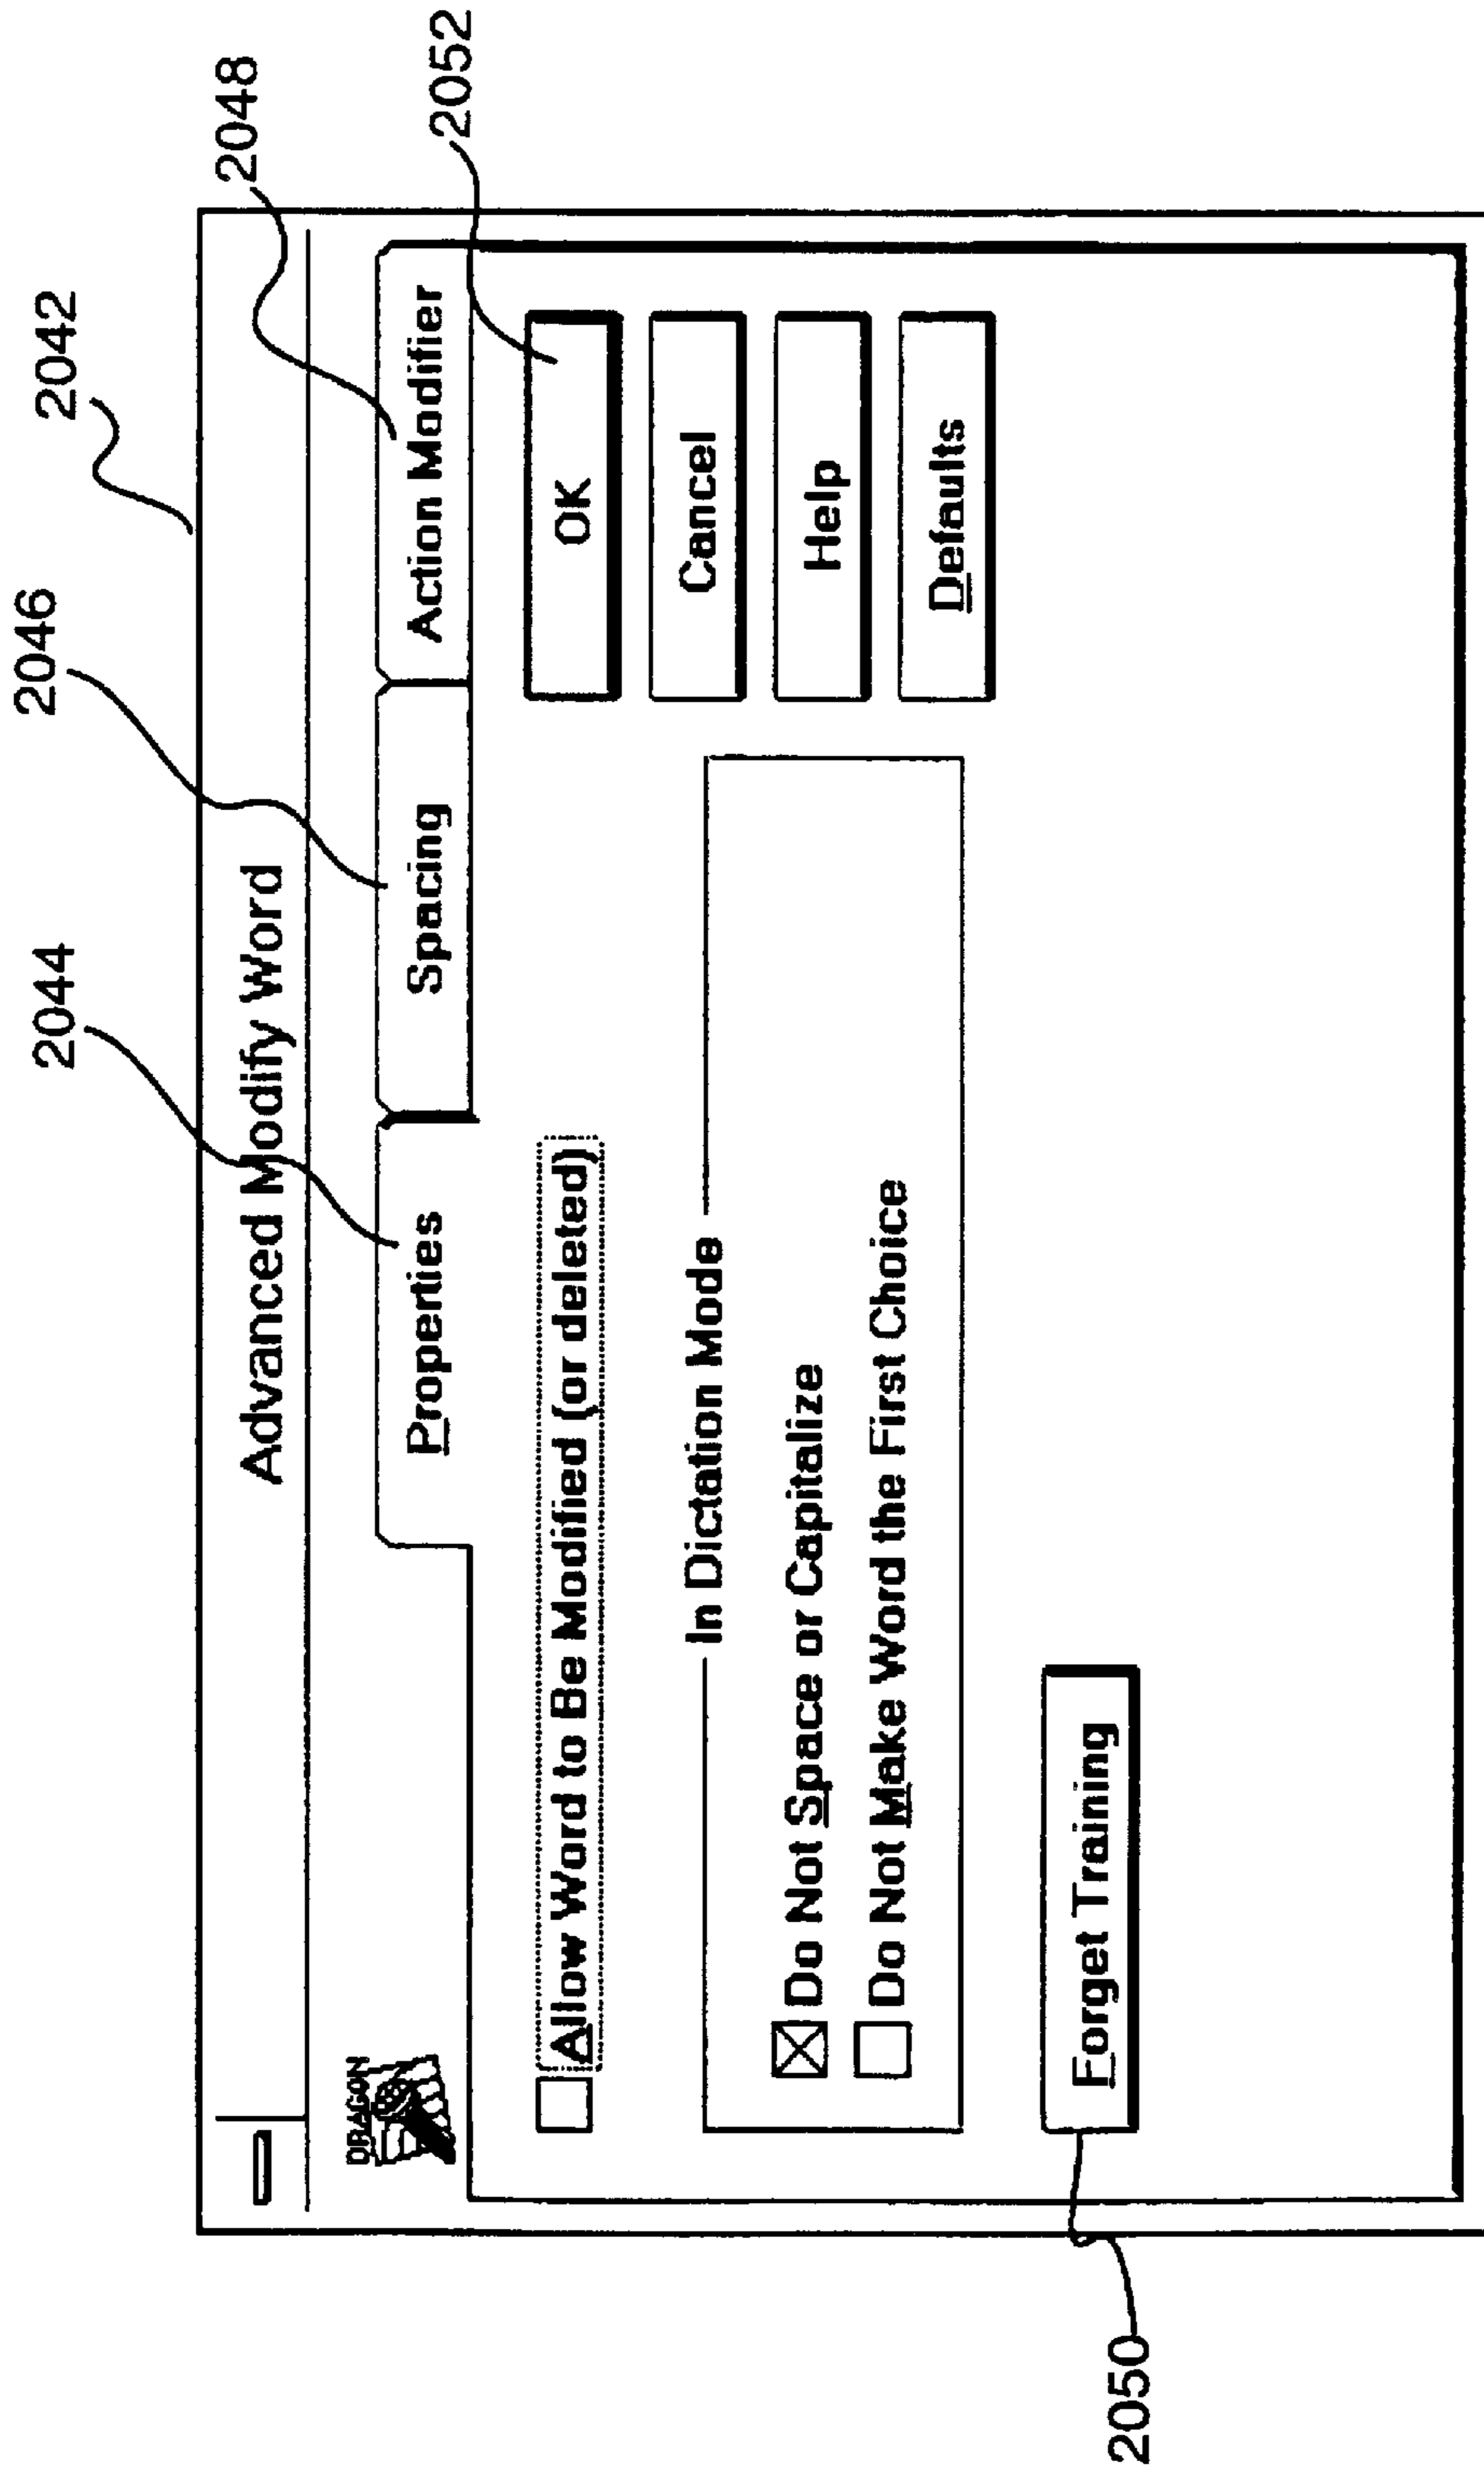 2042
2044
2046
2048
2052
Advanced Modify Word
DRAGON
Properties
Spacing
Action Modifier
Allow Word to Be Modified (or deleted)
OK
In Dictation Mode
Cancel
Do Not Space or Capitalize
Help
Do Not Make Word the First Choice
Defaults
Forget Training
2050